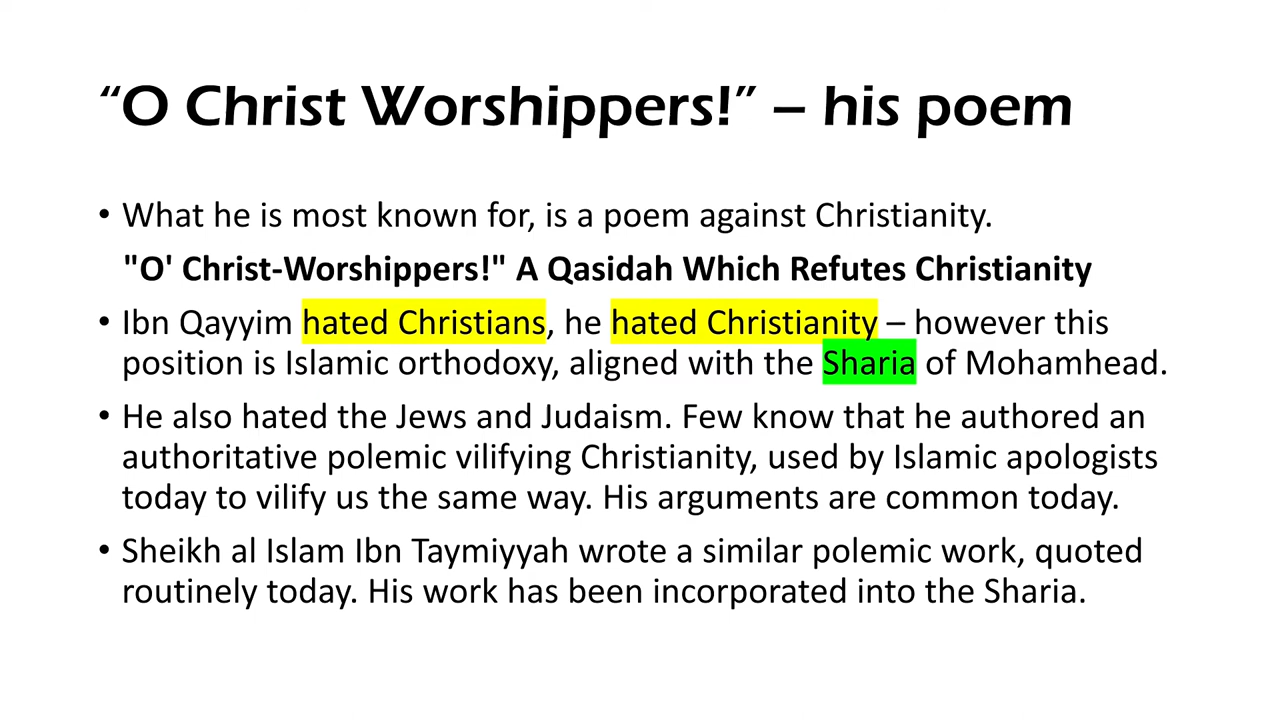 “O Christ Worshippers!” – his poem
• What he is most known for, is a poem against Christianity.
"O' Christ-Worshippers!" A Qasidah Which Refutes Christianity
• Ibn Qayyim hated Christians, he hated Christianity – however this
position is Islamic orthodoxy, aligned with the Sharia of Mohamhead.
• He also hated the Jews and Judaism. Few know that he authored an
authoritative polemic vilifying Christianity, used by Islamic apologists
today to vilify us the same way. His arguments are common today.
• Sheikh al Islam Ibn Taymiyyah wrote a similar polemic work, quoted
routinely today. His work has been incorporated into the Sharia.